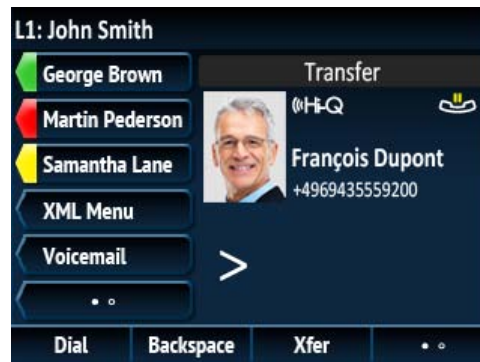 L1: John Smith
George Brown
Martin Pederson
Samantha Lane
XML Menu
Voicemail
Transfer
Hi-Q
François Dupont
+4969435559200
>
Dial Backspace Xfer